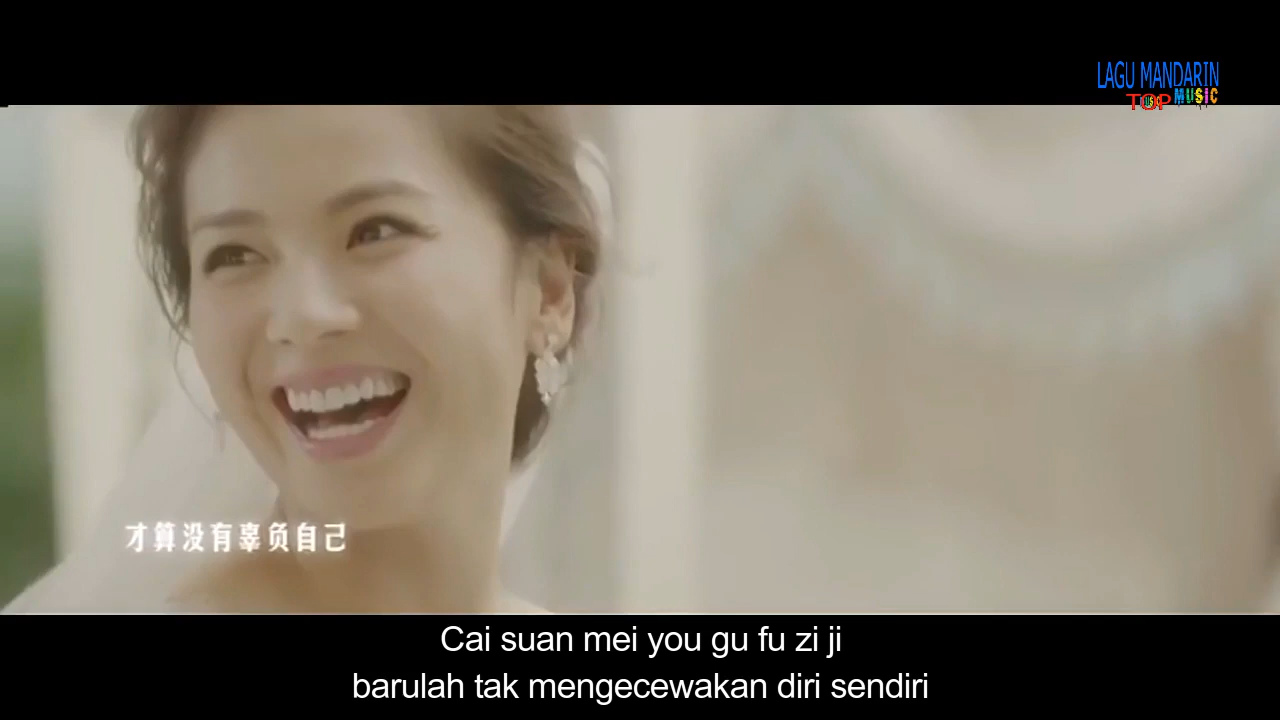 LAGU MANDARIN
TOP MUSIC
才算没有辜负自己
Cai suan mei you gu fu zi ji
barulah tak mengecewakan diri sendiri